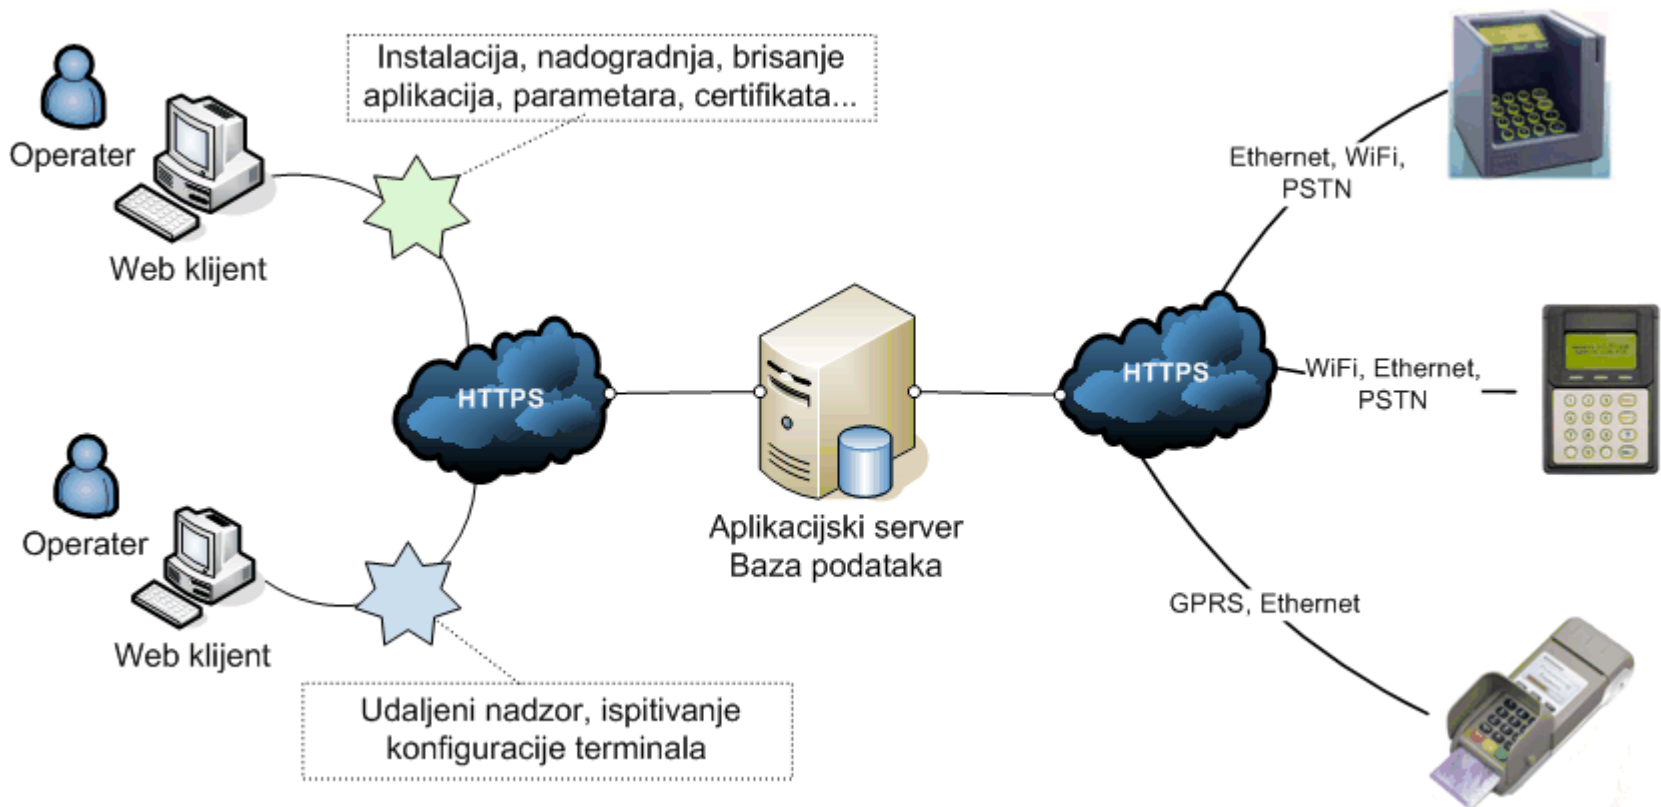 Instalacija, nadogradnja, brisanje
aplikacija, parametara, certifikata...
Operater
Web klijent
Ethernet, WiFi,
PSTN
HTTPS
HTTPS
WiFi, Ethernet,
PSTN
Operater
Web klijent
Aplikacijski server
Baza podataka
GPRS, Ethernet
Udaljeni nadzor, ispitivanje
konfiguracije terminala